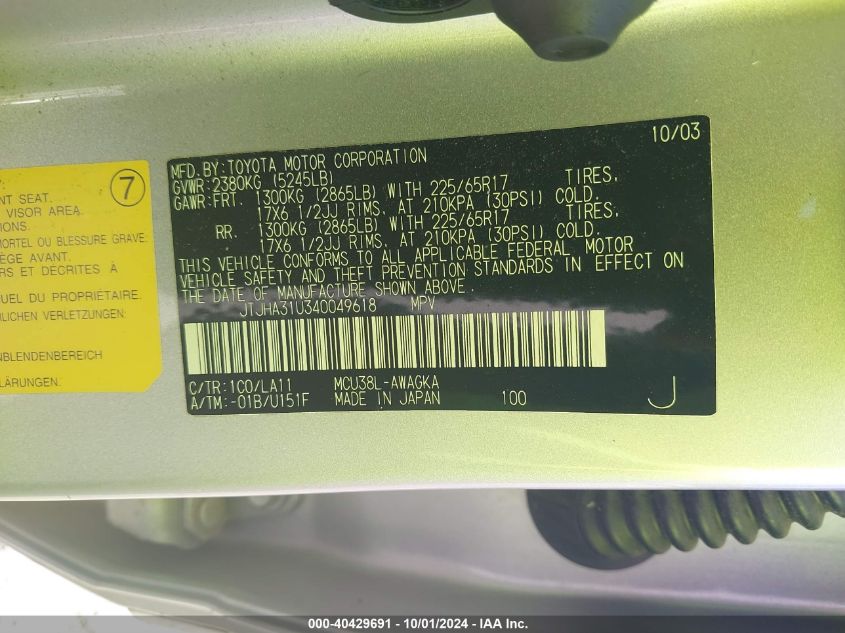 7
ENT SEAT.
VISOR AREA.
IONS.
MORTEL OU BLESSURE GRAVE.
ÈGE AVANT.
RS ET DECRITES À
UEL DU PROPRIÉTAIRE.
LICHEN VERLETZUNGEN,
NBLENDENBEREICH
LÄRUNGEN.
10/03
MFD. BY: TOYOTA MOTOR CORPORATION
GVWR: 2380KG (5245LB)
GAWR: FRT. 1300KG (2865LB) WITH 225/65R17 TIRES,
17X6 1/2JJ RIMS, AT 210KPA (30PSI) COLD.
RR. 1300KG (2865LB) WITH 225/65R17 TIRES,
17X6 1/2JJ RIMS, AT 210KPA (30PSI) COLD.
THIS VEHICLE CONFORMS TO ALL APPLICABLE FEDERAL MOTOR
VEHICLE SAFETY AND THEFT PREVENTION STANDARDS IN EFFECT ON
THE DATE OF MANUFACTURE SHOWN ABOVE.
JTJHA31U340049618 MPV
C/TR: 1C0/LA11 MCU38L-AWAGKA
A/TM: -01B/U151F MADE IN JAPAN 100 J
000-40429691 - 10/01/2024 - IAA Inc.